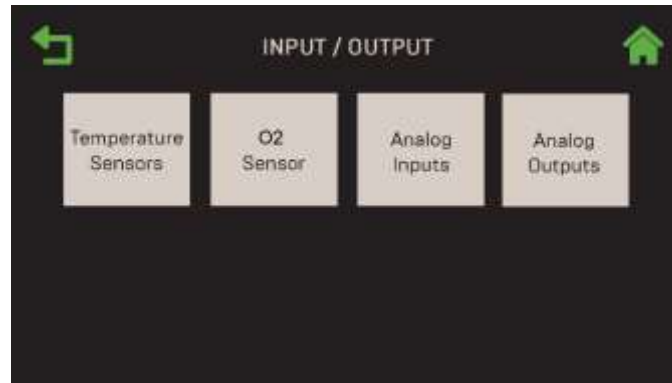 INPUT / OUTPUT
Temperature
Sensors
O2
Sensor
Analog
Inputs
Analog
Outputs